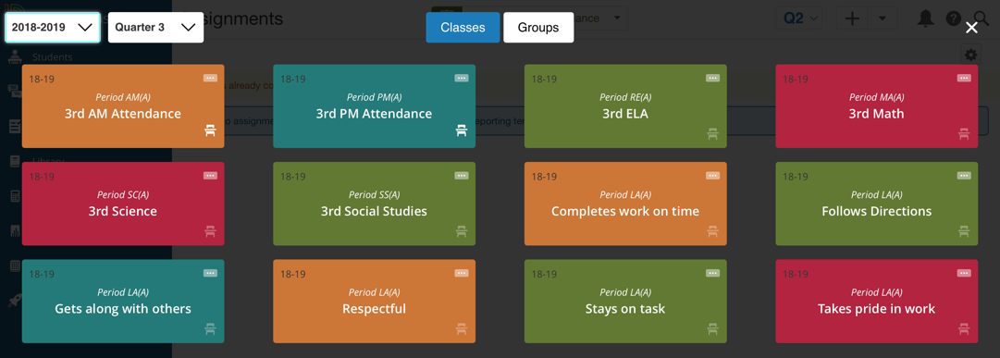 2018-2019
Quarter 3
signments
Classes
Groups
ance
Q2
Students
18-19
Period AM(A)
3rd AM Attendance
18-19
Period PM(A)
3rd PM Attendance
18-19
Period RE(A)
3rd ELA
18-19
Period MA(A)
3rd Math
s already co
o assignme
eporting te
Library
18-19
Period SC(A)
3rd Science
18-19
Period SS(A)
3rd Social Studies
18-19
Period LA(A)
Completes work on time
18-19
Period LA(A)
Follows Directions
18-19
Period LA(A)
Gets along with others
18-19
Period LA(A)
Respectful
18-19
Period LA(A)
Stays on task
18-19
Period LA(A)
Takes pride in work